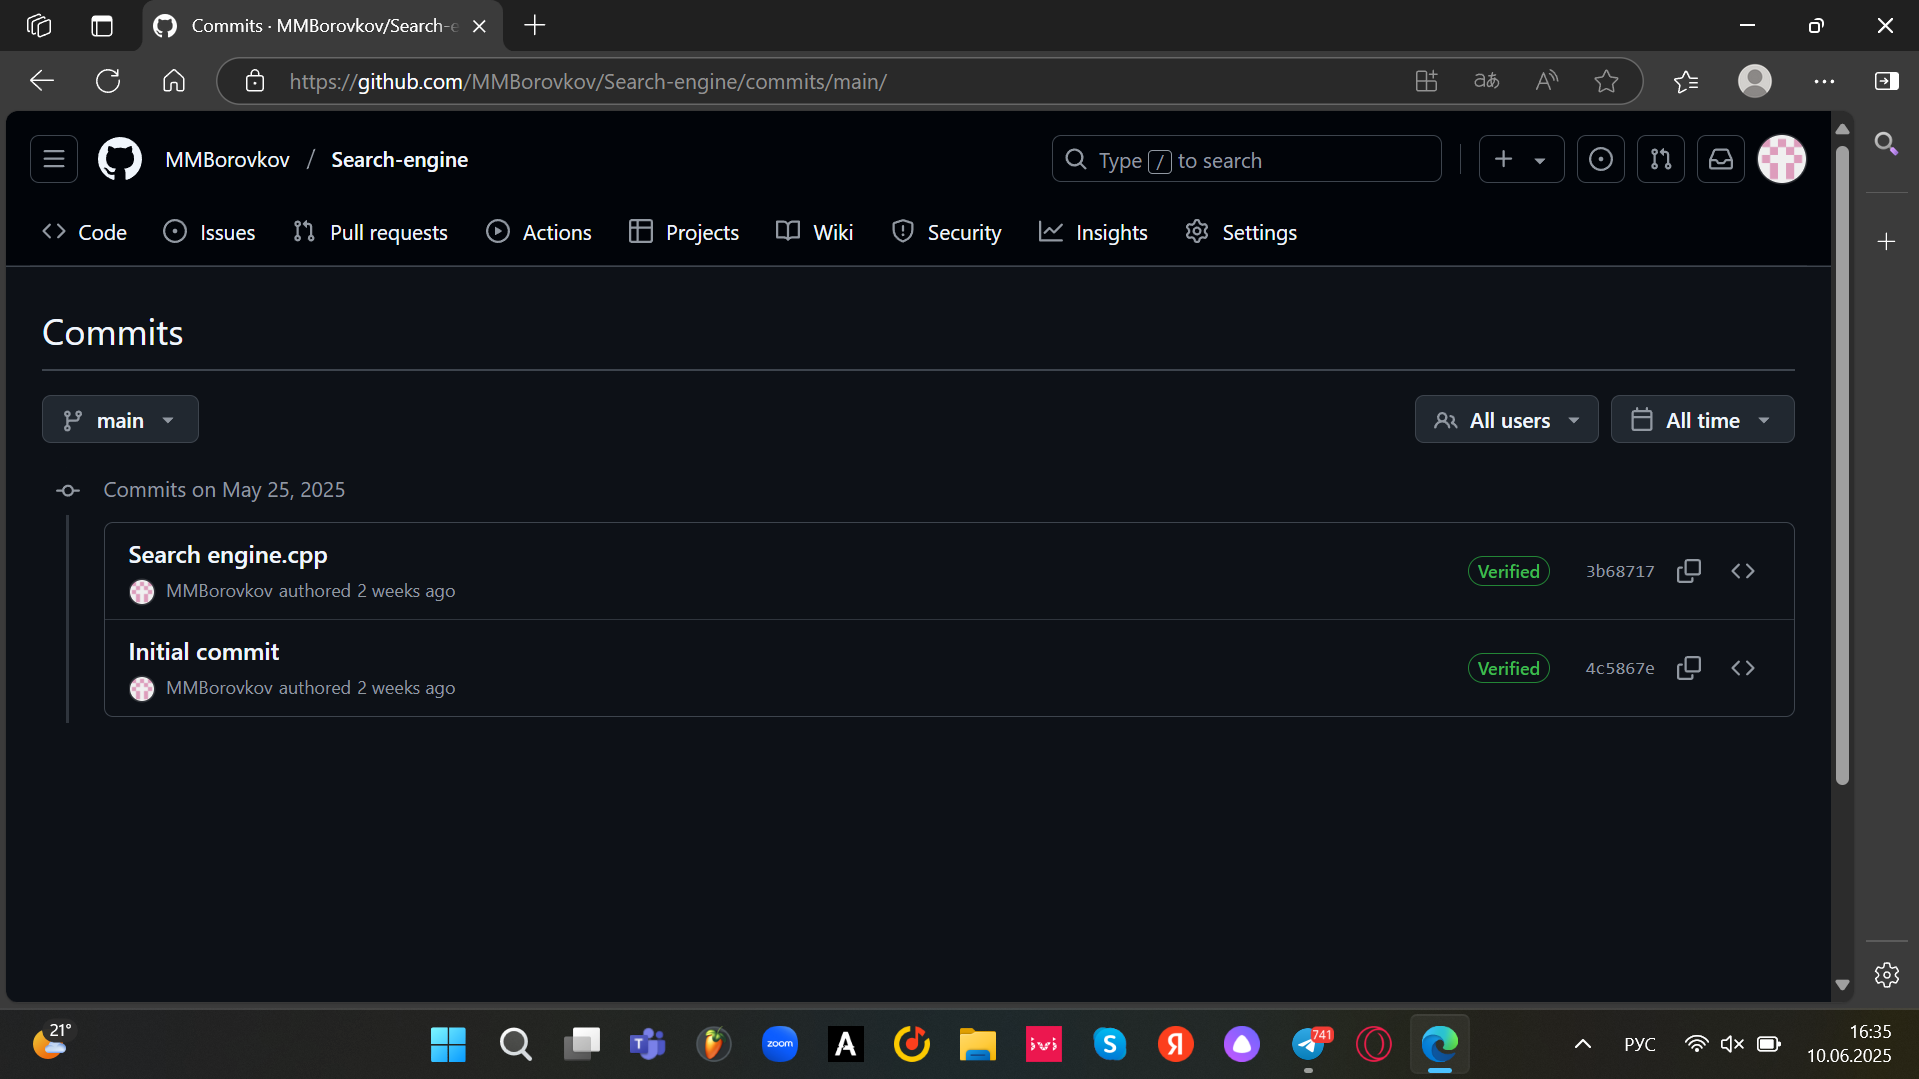 Commits · MMBorovkov/Search-e
https://github.com/MMBorovkov/Search-engine/commits/main/
MMBorovkov / Search-engine
Type / to search
Code
Issues
Pull requests
Actions
Projects
Wiki
Security
Insights
Settings
Commits
main
All users
All time
Commits on May 25, 2025
Search engine.cpp
MMBorovkov authored 2 weeks ago
Verified
3b68717
Initial commit
MMBorovkov authored 2 weeks ago
Verified
4c5867e
21°
zoom
A
S
Я
741
РУС
16:35
10.06.2025